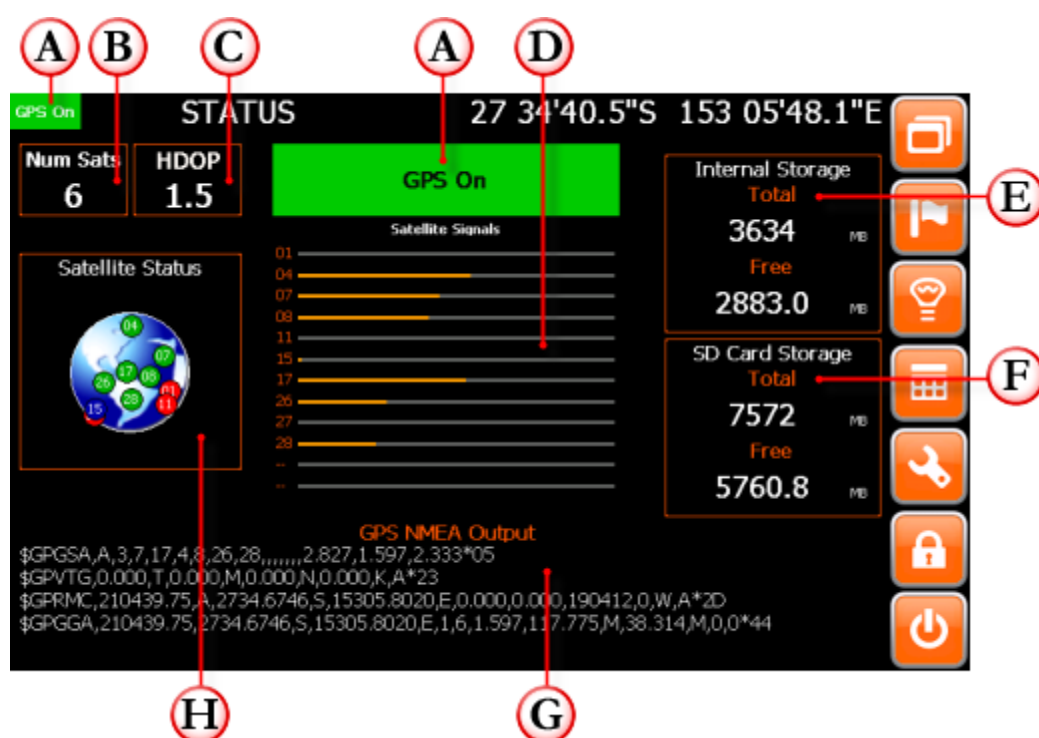 A B C A D
GPS On STATUS 27 34'40.5"S 153 05'48.1"E
Num Sats HDOP
6 1.5
GPS On
Satellite Signals
01
04
07
08
11
15
17
26
27
28
--
--
Satellite Status
04
07
17 08
26
01
28 11
15
Internal Storage
Total
3634 MB
Free
2883.0 MB
E
SD Card Storage
Total
7572 MB
Free
5760.8 MB
F
GPS NMEA Output
$GPGSA,A,3,7,17,4,8,26,28,,,,,,,2.827,1.597,2.333*05
$GPVTG,0.000,T,0.000,M,0.000,N,0.000,K,A*23
$GPRMC,210439.75,A,2734.6746,S,15305.8020,E,0.000,0.000,190412,0,W,A*2D
$GPGGA,210439.75,2734.6746,S,15305.8020,E,1,6,1.597,117.775,M,38.314,M,0,0*44
H G